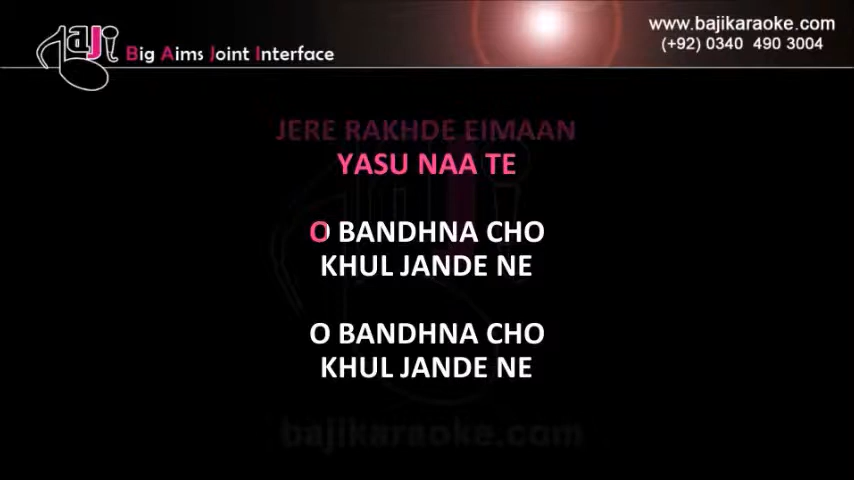 Baji
Big Aims Joint Interface
www.bajikaraoke.com
(+92) 0340 490 3004
JERE RAKHDE EIMAAN
YASU NAA TE
O BANDHNA CHO
KHUL JANDE NE
O BANDHNA CHO
KHUL JANDE NE
bajikaraoke.com